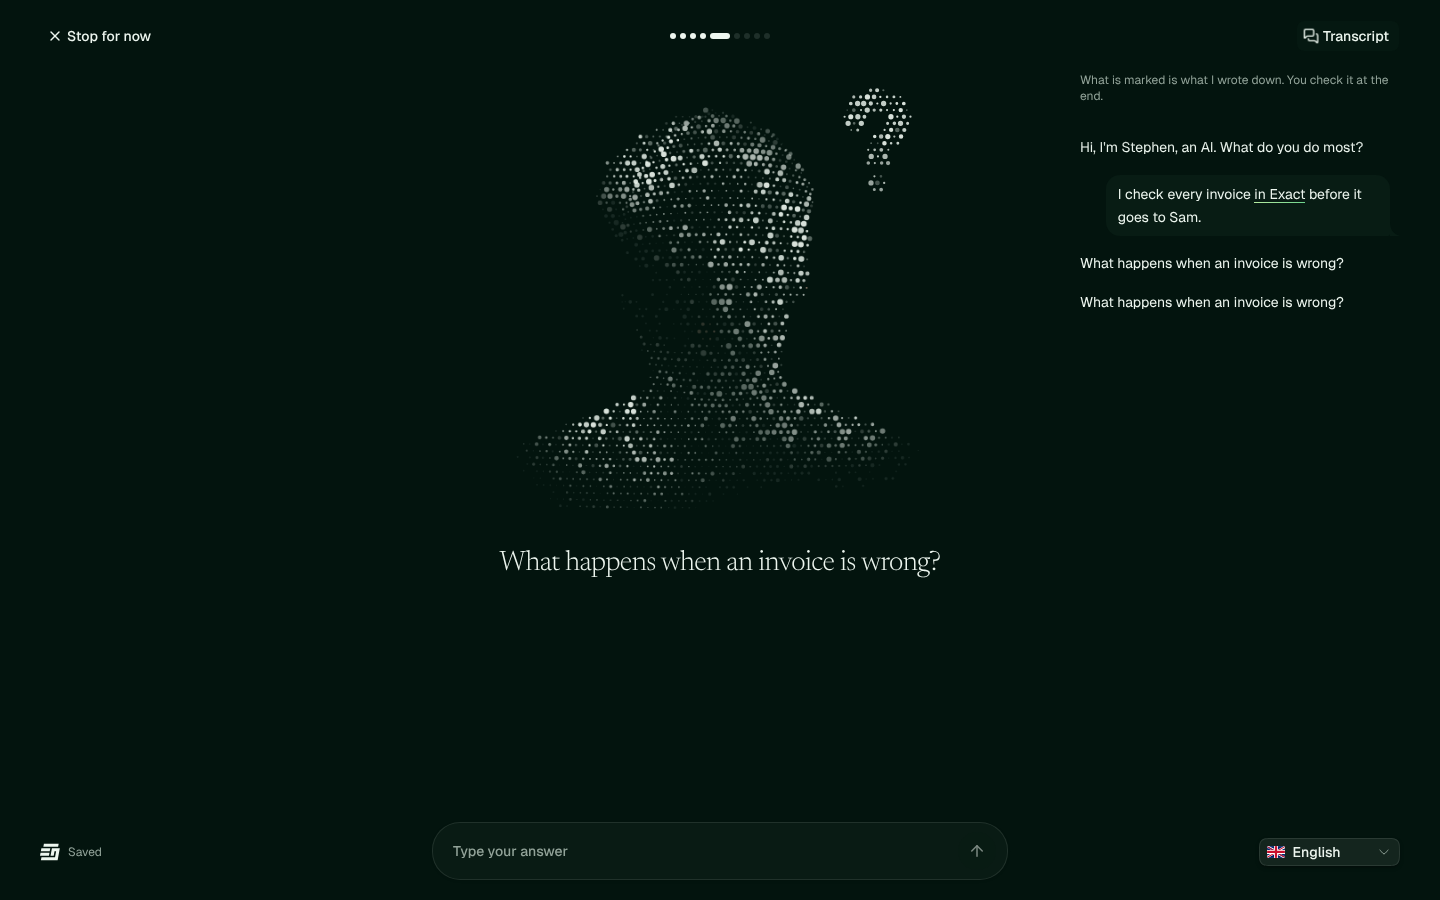 Stop for now
Transcript
What is marked is what I wrote down. You check it at the
end.
Hi, I'm Stephen, an AI. What do you do most?
I check every invoice in Exact before it
goes to Sam.
What happens when an invoice is wrong?
What happens when an invoice is wrong?
?
What happens when an invoice is wrong?
Saved
Type your answer
English